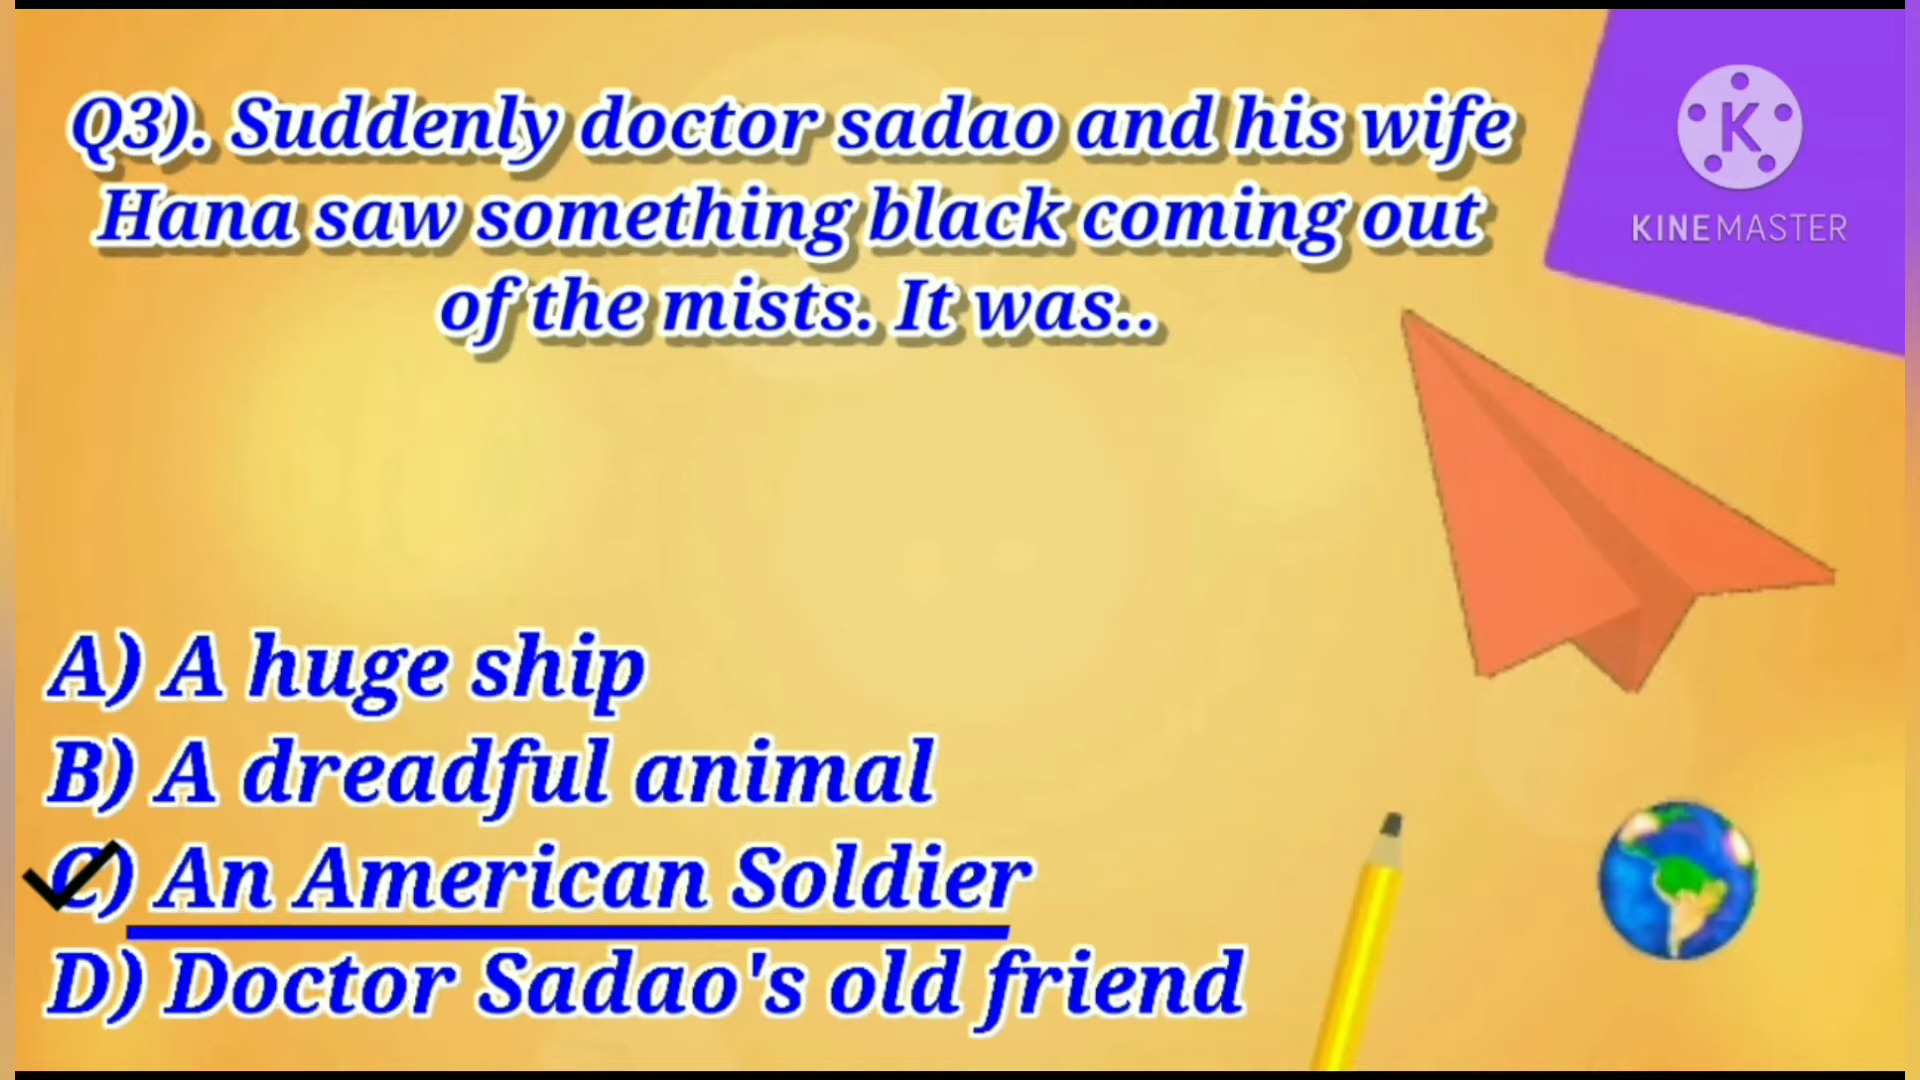 Q3). Suddenly doctor sadao and his wife
Hana saw something black coming out
of the mists. It was..
K
KINEMASTER
A) A huge ship
B) A dreadful animal
C) An American Soldier
D) Doctor Sadao's old friend